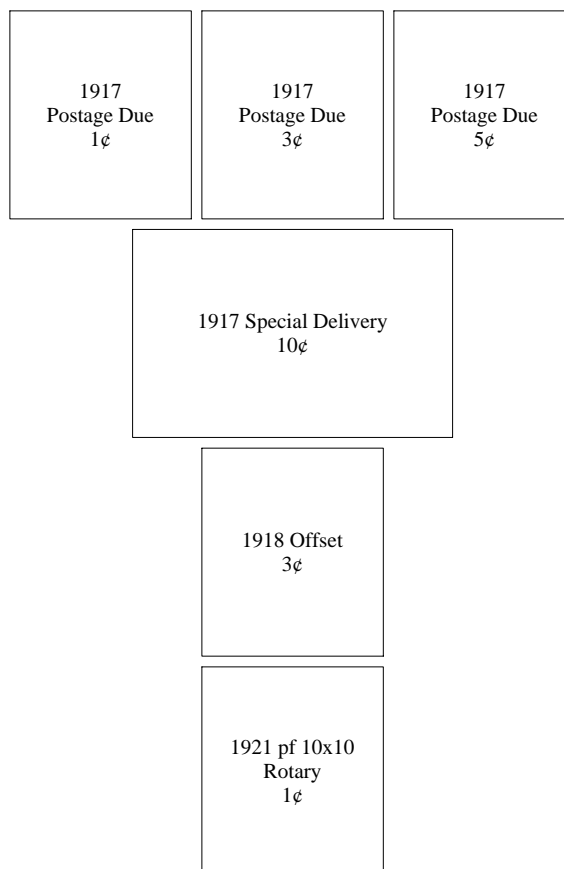 1917
Postage Due
1¢
1917
Postage Due
3¢
1917
Postage Due
5¢
1917 Special Delivery
10¢
1918 Offset
3¢
1921 pf 10x10
Rotary
1¢